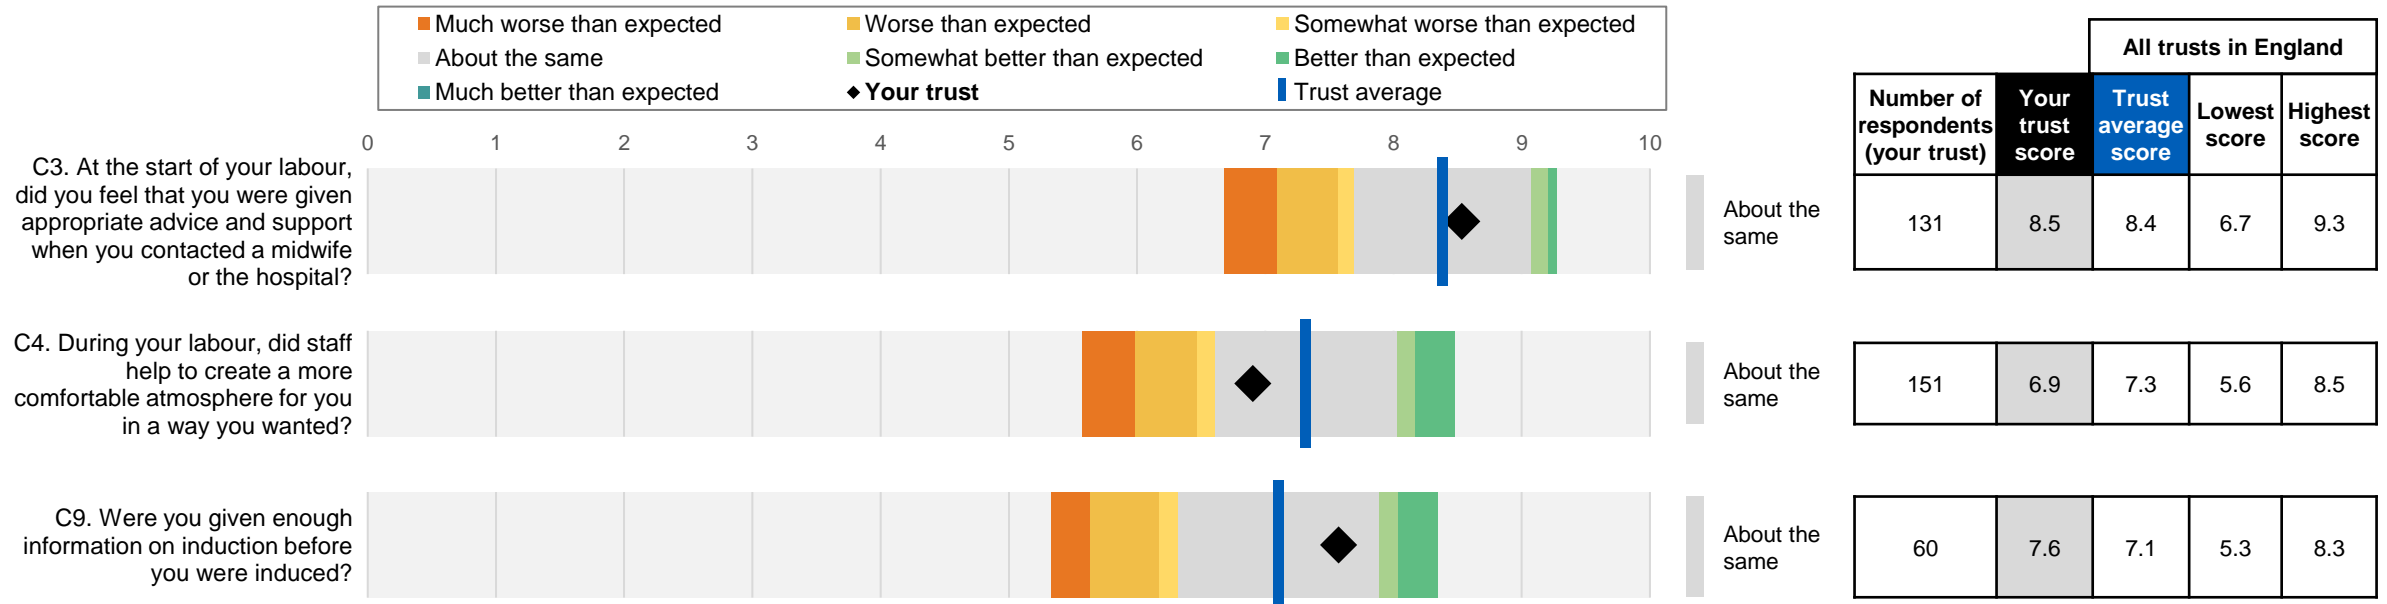 Much worse than expected
Worse than expected
Somewhat worse than expected
About the same
Somewhat better than expected
Better than expected
Much better than expected
Your trust
Trust average
All trusts in England
Number of
respondents
(your trust)
Your
trust
score
Trust
average
score
Lowest
score
Highest
score
0 1 2 3 4 5 6 7 8 9 10
C3. At the start of your labour,
did you feel that you were given
appropriate advice and support
when you contacted a midwife
or the hospital?
About the
same
131 8.5 8.4 6.7 9.3
C4. During your labour, did staff
help to create a more
comfortable atmosphere for you
in a way you wanted?
About the
same
151 6.9 7.3 5.6 8.5
C9. Were you given enough
information on induction before
you were induced?
About the
same
60 7.6 7.1 5.3 8.3